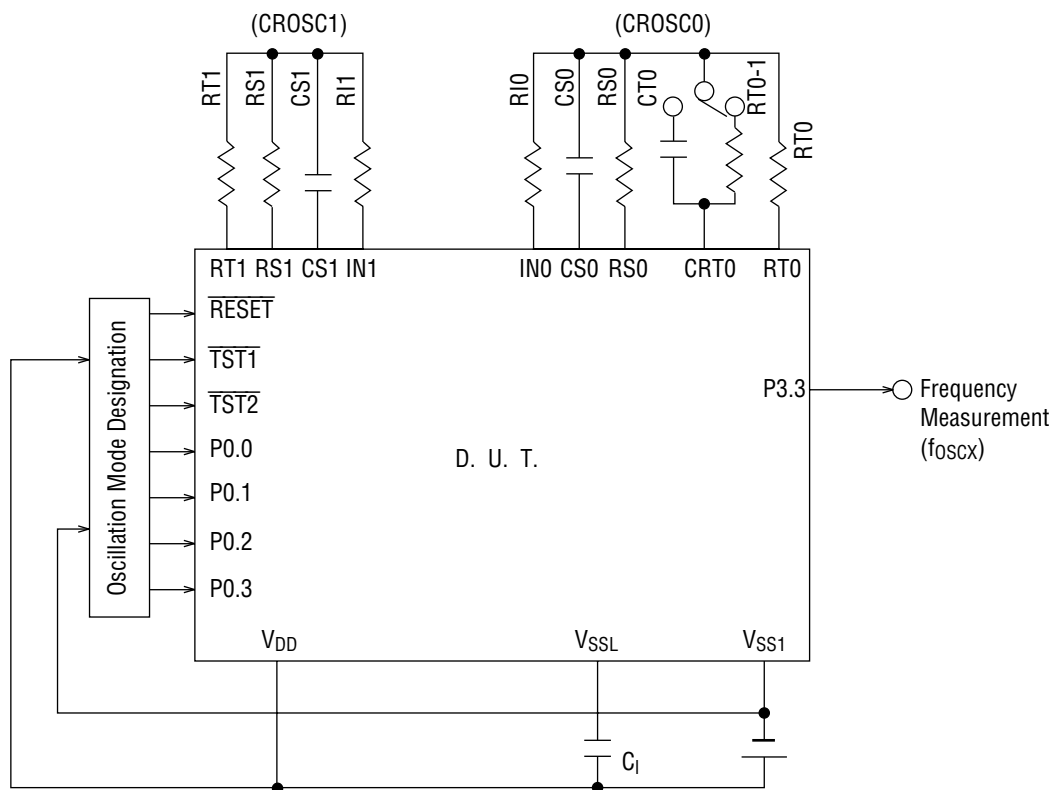 (CROSC1)
(CROSC0)
RT1
RS1
CS1
RI1
RI0
CS0
RS0
CT0
RT0-1
RT0
RT1 RS1 CS1 IN1
IN0 CS0 RS0 CRT0 RT0
Oscillation Mode Designation
RESET
TST1
TST2
P0.0
P0.1
P0.2
P0.3
D. U. T.
P3.3
Frequency
Measurement
(fOSCX)
VDD
VSSL
VSS1
CI